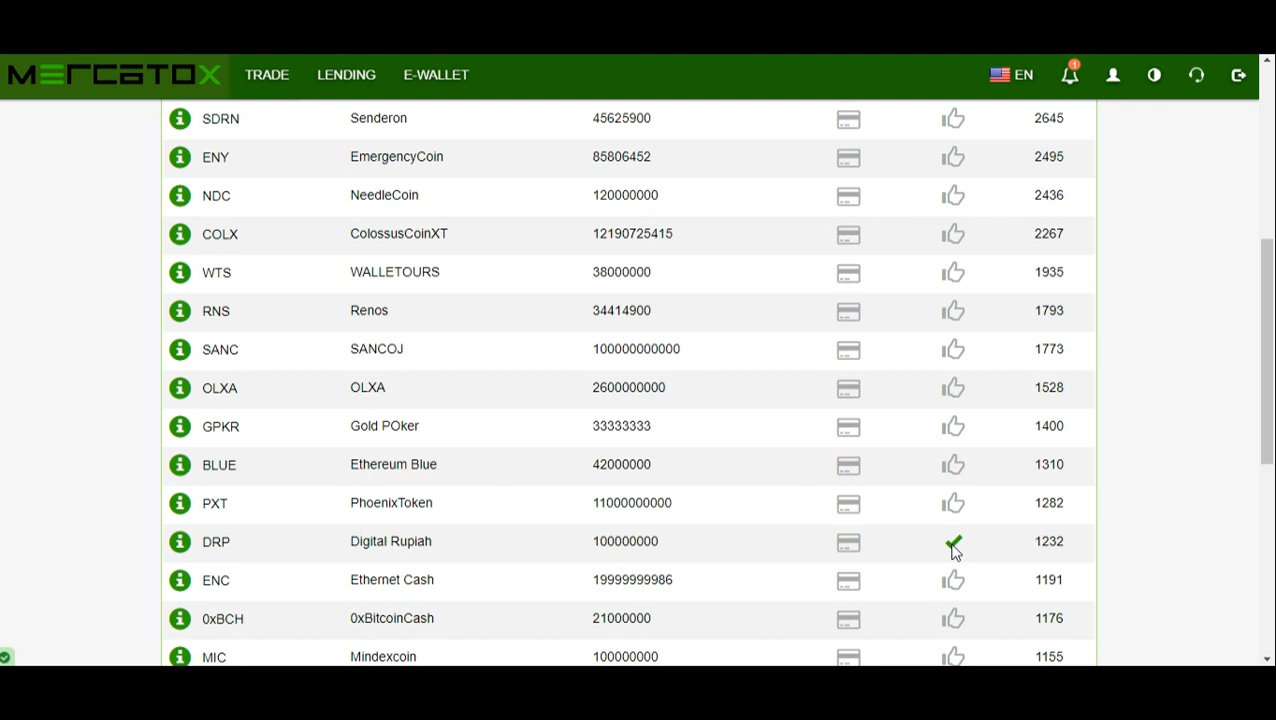 MERCATOX TRADE LENDING E-WALLET EN 1
SDRN Senderon 45625900 2645
ENY EmergencyCoin 85806452 2495
NDC NeedleCoin 120000000 2436
COLX ColossusCoinXT 12190725415 2267
WTS WALLETOURS 38000000 1935
RNS Renos 34414900 1793
SANC SANCOJ 100000000000 1773
OLXA OLXA 2600000000 1528
GPKR Gold POker 33333333 1400
BLUE Ethereum Blue 42000000 1310
PXT PhoenixToken 11000000000 1282
DRP Digital Rupiah 100000000 1232
ENC Ethernet Cash 19999999986 1191
0xBCH 0xBitcoinCash 21000000 1176
MIC Mindexcoin 100000000 1155